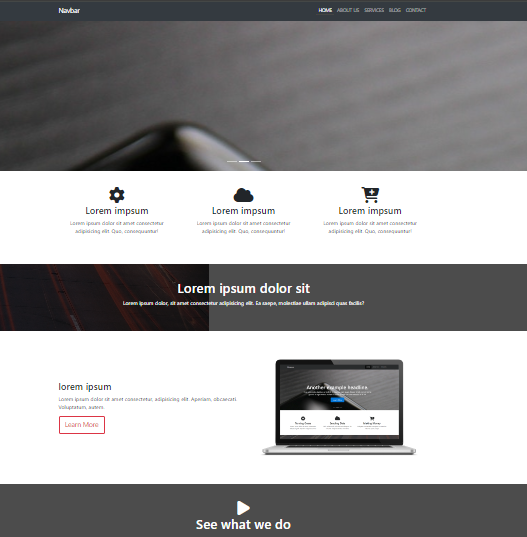 Navbar
HOME ABOUT US SERVICES BLOG CONTACT
Lorem impsum
Lorem ipsum dolor sit amet consectetur
adipisicing elit. Quo, consequuntur!
Lorem impsum
Lorem ipsum dolor sit amet consectetur
adipisicing elit. Quo, consequuntur!
Lorem impsum
Lorem ipsum dolor sit amet consectetur
adipisicing elit. Quo, consequuntur!
Lorem ipsum dolor sit
Lorem ipsum dolor, sit amet consectetur adipisicing elit. Ea saepe, molestiae ullam adipisci quas facilis?
lorem ipsum
Lorem ipsum dolor sit amet consectetur, adipisicing elit. Aperiam, obcaecati.
Voluptatum, autem.
Learn More
Another example headline.
See what we do